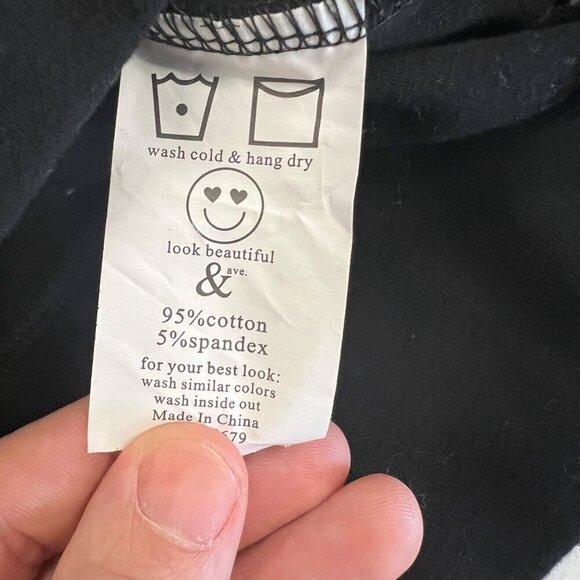 wash cold & hang dry
look beautiful
& ave.
95%cotton
5%spandex
for your best look:
wash similar colors
wash inside out
Made In China
679